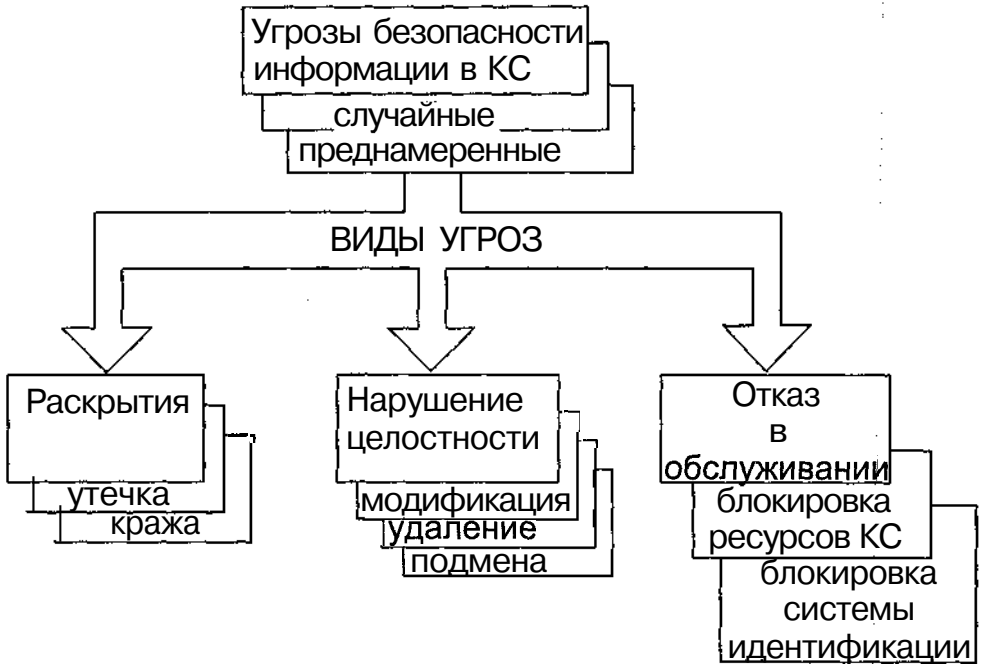 Угрозы безопасности
информации в КС
случайные
преднамеренные
ВИДЫ УГРОЗ
Раскрытия
утечка
кража
Нарушение
целостности
модификация
удаление
подмена
Отказ
в
обслуживании
блокировка
ресурсов КС
блокировка
системы
идентификации